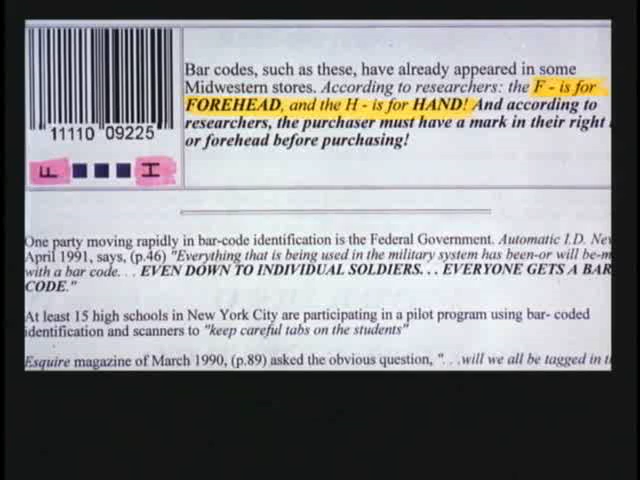 11110 09225
F H
Bar codes, such as these, have already appeared in some
Midwestern stores. According to researchers: the F - is for
FOREHEAD, and the H - is for HAND! And according to
researchers, the purchaser must have a mark in their right
or forehead before purchasing!
One party moving rapidly in bar-code identification is the Federal Government. Automatic I.D. New
April 1991, says, (p.46) "Everything that is being used in the military system has been-or will be-m
with a bar code. . . EVEN DOWN TO INDIVIDUAL SOLDIERS. . . EVERYONE GETS A BAR
CODE."
At least 15 high schools in New York City are participating in a pilot program using bar- coded
identification and scanners to "keep careful tabs on the students"
Esquire magazine of March 1990, (p.89) asked the obvious question, ". . .will we all be tagged in